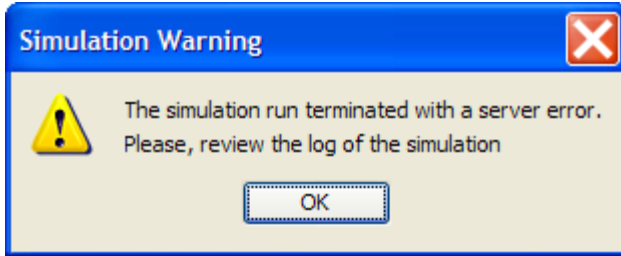 Simulation Warning
The simulation run terminated with a server error.
Please, review the log of the simulation
OK